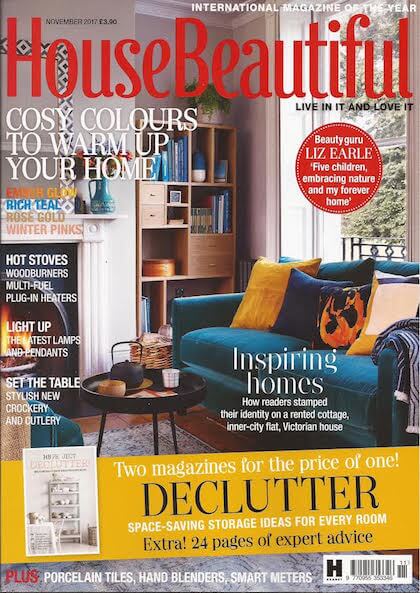 INTERNATIONAL MAGAZINE OF THE YEAR
NOVEMBER 2017 £3.90
HouseBeautiful
LIVE IN IT AND LOVE IT
COSY COLOURS
TO WARM UP
YOUR HOME
EMBER GLOW
RICH TEAL
ROSE GOLD
WINTER PINKS
Beauty guru
LIZ EARLE
‘Five children,
embracing nature
and my forever
home’
HOT STOVES
WOODBURNERS
MULTI-FUEL
PLUG-IN HEATERS
LIGHT UP
THE LATEST LAMPS
AND PENDANTS
SET THE TABLE
STYLISH NEW
CROCKERY
AND CUTLERY
Inspiring
homes
How readers stamped
their identity on a rented cottage,
inner-city flat, Victorian house
DECLUTTER!
Two magazines for the price of one!
DECLUTTER
SPACE-SAVING STORAGE IDEAS FOR EVERY ROOM
Extra! 24 pages of expert advice
PLUS PORCELAIN TILES, HAND BLENDERS, SMART METERS
H
HEARST
11
9 770955 353346